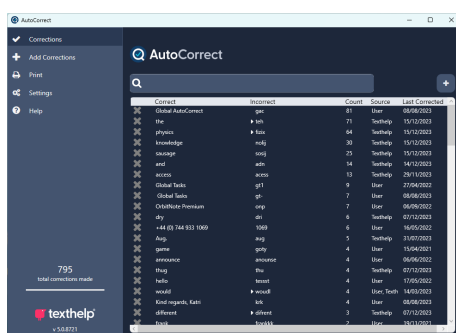 AutoCorrect
Corrections
Add Corrections
Print
Settings
Help
795
total corrections made
texthelp
v 5.0.8721
AutoCorrect
Correct Incorrect Count Source Last Corrected
Global AutoCorrect gac 81 User 08/08/2023
the teh 71 Texthelp 15/12/2023
physics fizix 64 Texthelp 15/12/2023
knowledge nolij 30 Texthelp 15/12/2023
sausage sosij 25 Texthelp 15/12/2023
and adn 14 Texthelp 14/12/2023
access acess 13 Texthelp 29/11/2023
Global Tasks gt1 9 User 27/04/2022
Global Tasks gt- 7 User 08/08/2023
OrbitNote Premium onp 7 User 06/09/2022
dry dri 6 Texthelp 07/12/2023
+44 (0) 744 933 1069 1069 6 User 16/05/2022
Aug. aug 5 Texthelp 31/07/2023
game goty 4 User 15/04/2021
announce anounse 4 User 06/06/2022
thug thu 4 Texthelp 07/12/2023
hello tessst 4 User 17/05/2022
would woudl 4 User, Texth 14/03/2023
Kind regards, Katri krk 4 User 08/08/2023
different difrent 3 Texthelp 07/12/2023
frank frankkk 2 User 29/11/2021